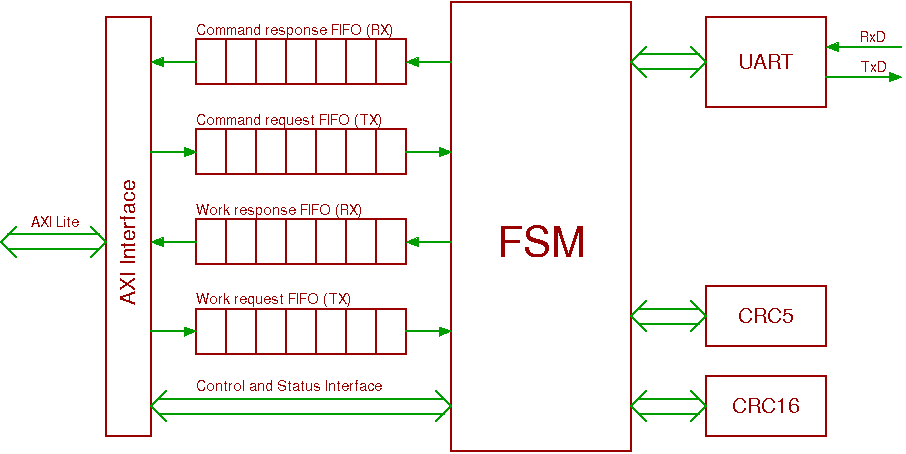 Command response FIFO (RX)
RxD
UART
TxD
Command request FIFO (TX)
Work response FIFO (RX)
AXI Lite
AXI Interface
FSM
Work request FIFO (TX)
CRC5
Control and Status Interface
CRC16